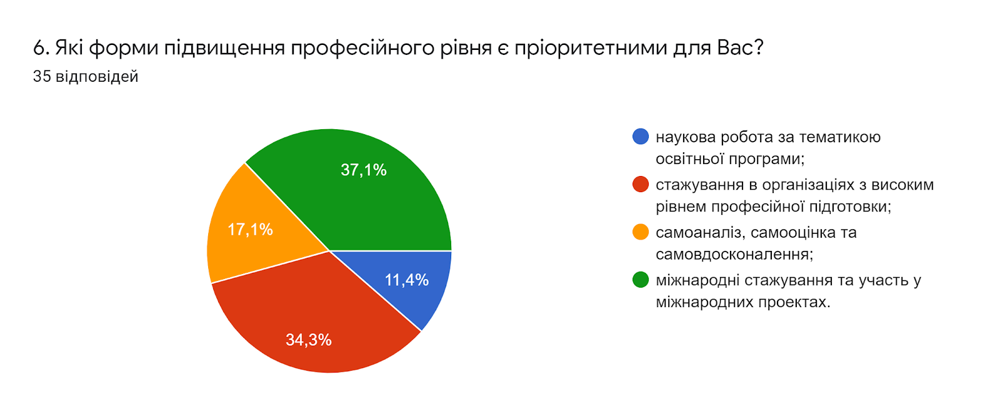 6. Які форми підвищення професійного рівня є пріоритетними для Вас?
35 відповідей
37,1%
17,1%
11,4%
34,3%
наукова робота за тематикою
освітньої програми;
стажування в організаціях з високим
рівнем професійної підготовки;
самоаналіз, самооцінка та
самовдосконалення;
міжнародні стажування та участь у
міжнародних проектах.